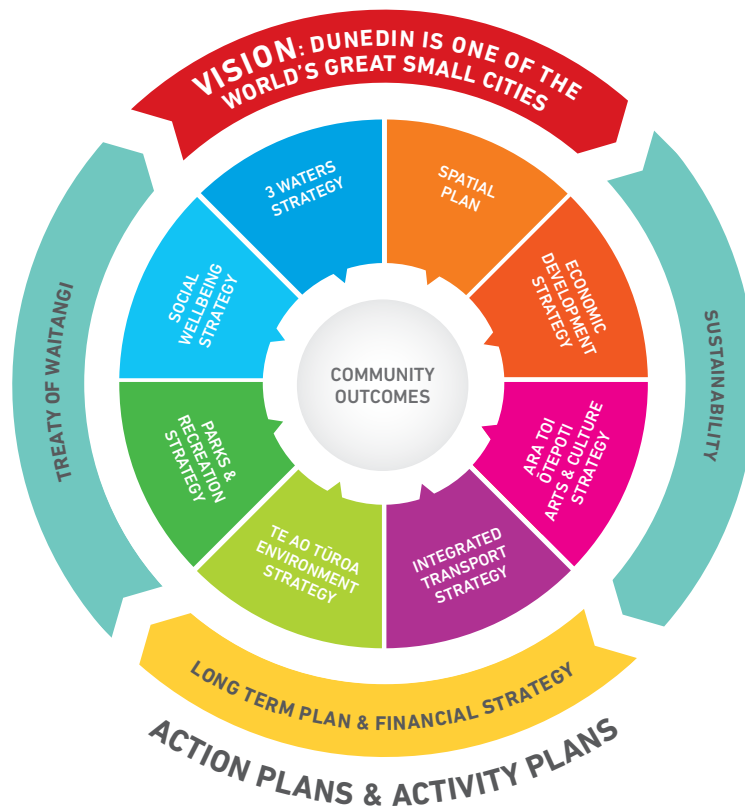 VISION: DUNEDIN IS ONE OF THE
WORLD'S GREAT SMALL CITIES
3 WATERS
STRATEGY
SPATIAL
PLAN
ECONOMIC
DEVELOPMENT
STRATEGY
ARA TOI
ŌTEPOTI
ARTS & CULTURE
STRATEGY
INTEGRATED
TRANSPORT
STRATEGY
TE AO TŪROA
ENVIRONMENT
STRATEGY
PARKS &
RECREATION
STRATEGY
SOCIAL
WELLBEING
STRATEGY
COMMUNITY
OUTCOMES
TREATY OF WAITANGI
SUSTAINABILITY
LONG TERM PLAN & FINANCIAL STRATEGY
ACTION PLANS & ACTIVITY PLANS